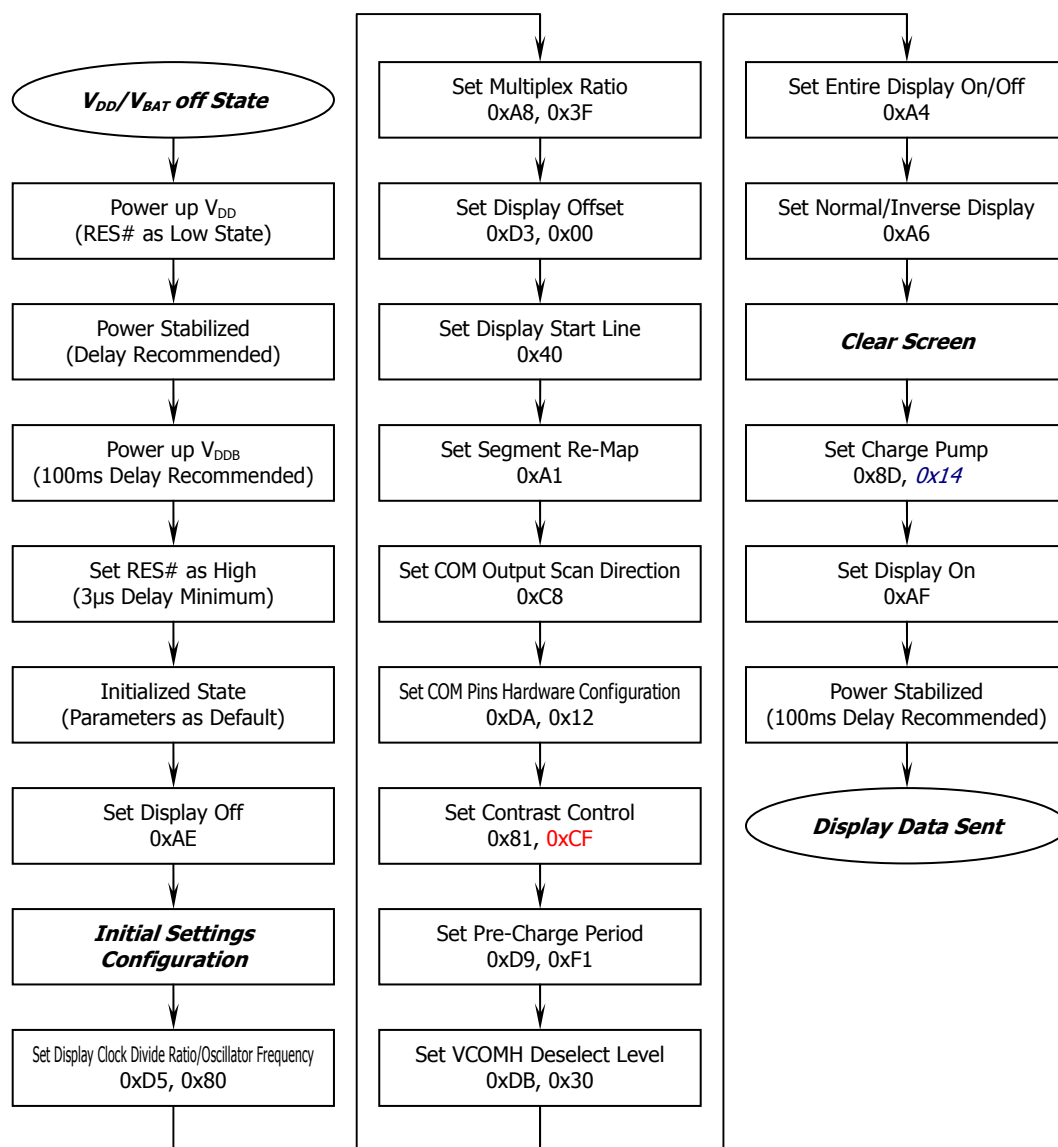 V_DD/V_BAT off State
Power up V_DD
(RES# as Low State)
Power Stabilized
(Delay Recommended)
Power up V_DDB
(100ms Delay Recommended)
Set RES# as High
(3μs Delay Minimum)
Initialized State
(Parameters as Default)
Set Display Off
0xAE
Initial Settings
Configuration
Set Display Clock Divide Ratio/Oscillator Frequency
0xD5, 0x80
Set Multiplex Ratio
0xA8, 0x3F
Set Display Offset
0xD3, 0x00
Set Display Start Line
0x40
Set Segment Re-Map
0xA1
Set COM Output Scan Direction
0xC8
Set COM Pins Hardware Configuration
0xDA, 0x12
Set Contrast Control
0x81, 0xCF
Set Pre-Charge Period
0xD9, 0xF1
Set VCOMH Deselect Level
0xDB, 0x30
Set Entire Display On/Off
0xA4
Set Normal/Inverse Display
0xA6
Clear Screen
Set Charge Pump
0x8D, 0x14
Set Display On
0xAF
Power Stabilized
(100ms Delay Recommended)
Display Data Sent